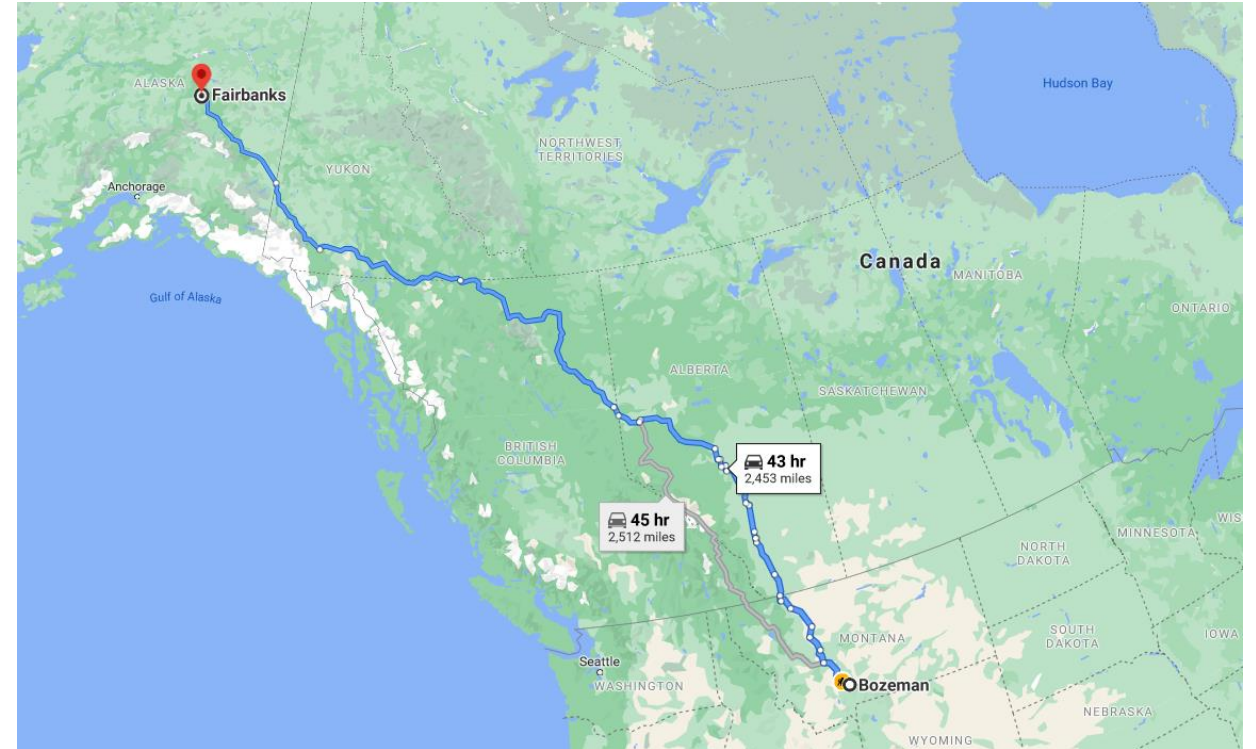 Hudson Bay
ALASKA
Fairbanks
NORTHWEST
TERRITORIES
YUKON
Anchorage
Canada
MANITOBA
Gulf of Alaska
ONTARIO
ALBERTA
SASKATCHEWAN
BRITISH
COLUMBIA
43 hr
2,453 miles
45 hr
2,512 miles
WIS
MINNESOTA
NORTH
DAKOTA
MONTANA
SOUTH
DAKOTA
IOWA
Seattle
WASHINGTON
Bozeman
NEBRASKA
WYOMING